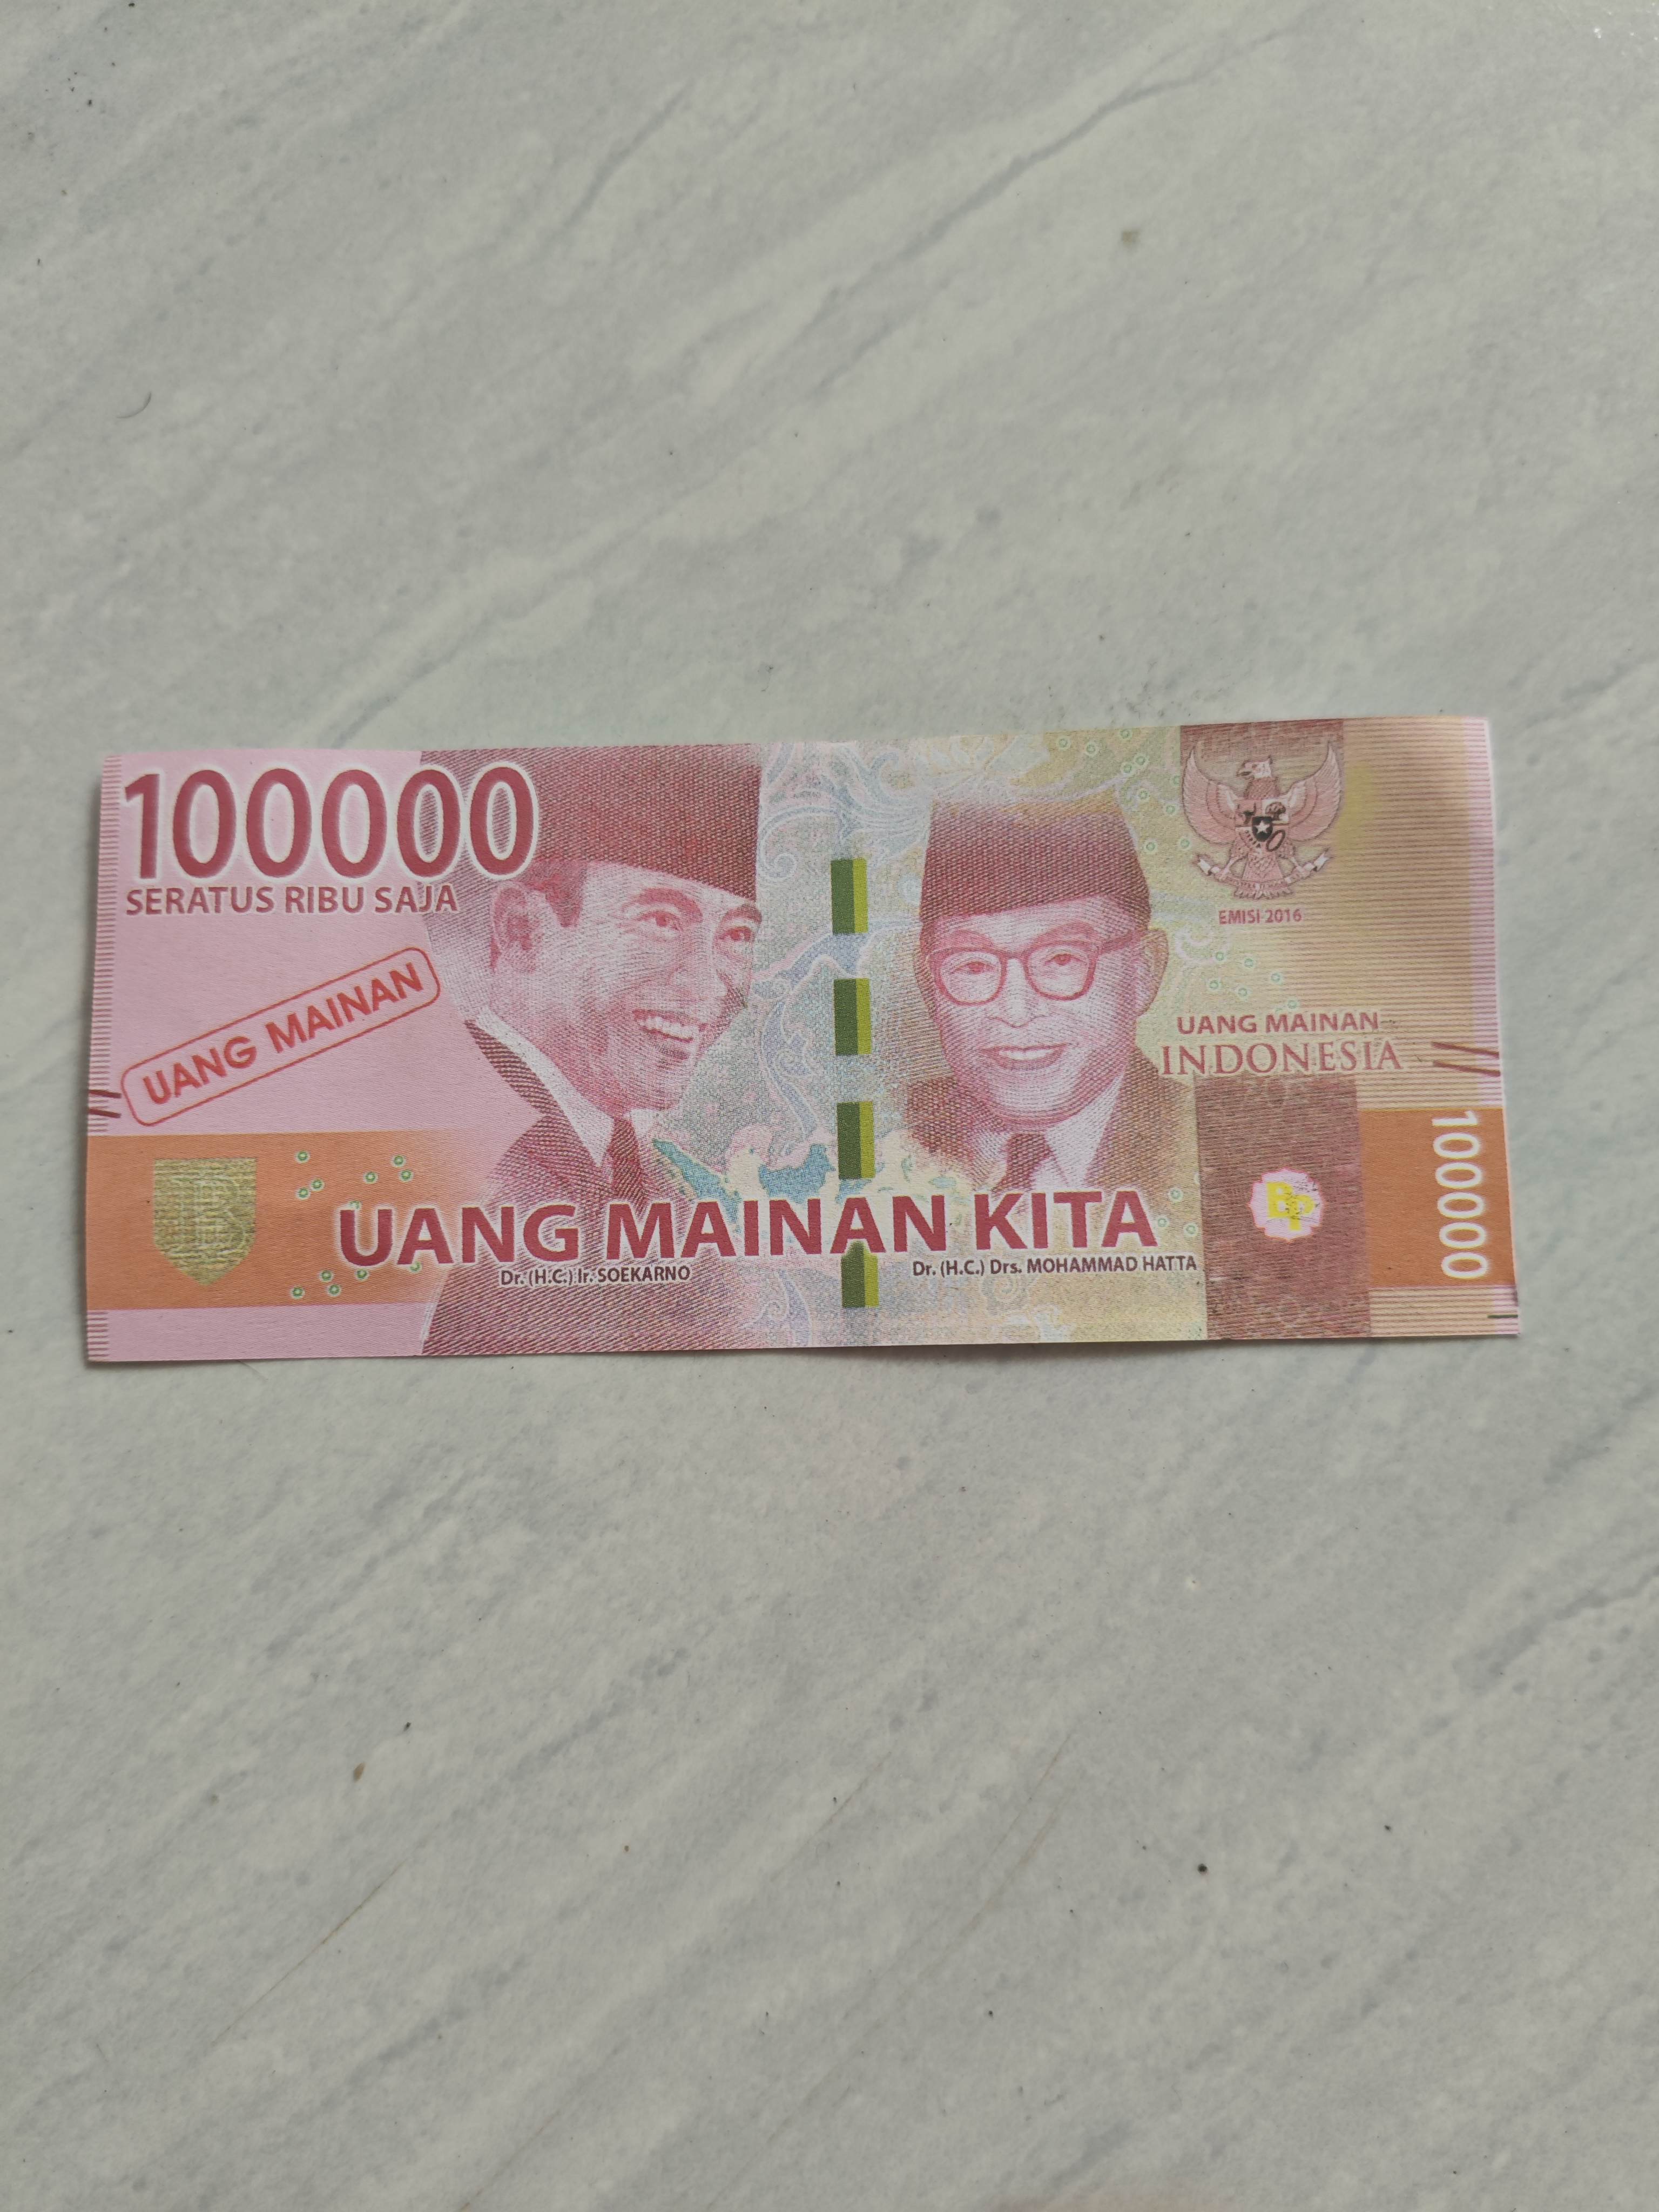 100000
SERATUS RIBU SAJA
UANG MAINAN
EMISI 2016
UANG MAINAN
INDONESIA
100000
BP
UANG MAINAN KITA
Dr. (H.C.) Ir. SOEKARNO
Dr. (H.C.) Drs. MOHAMMAD HATTA